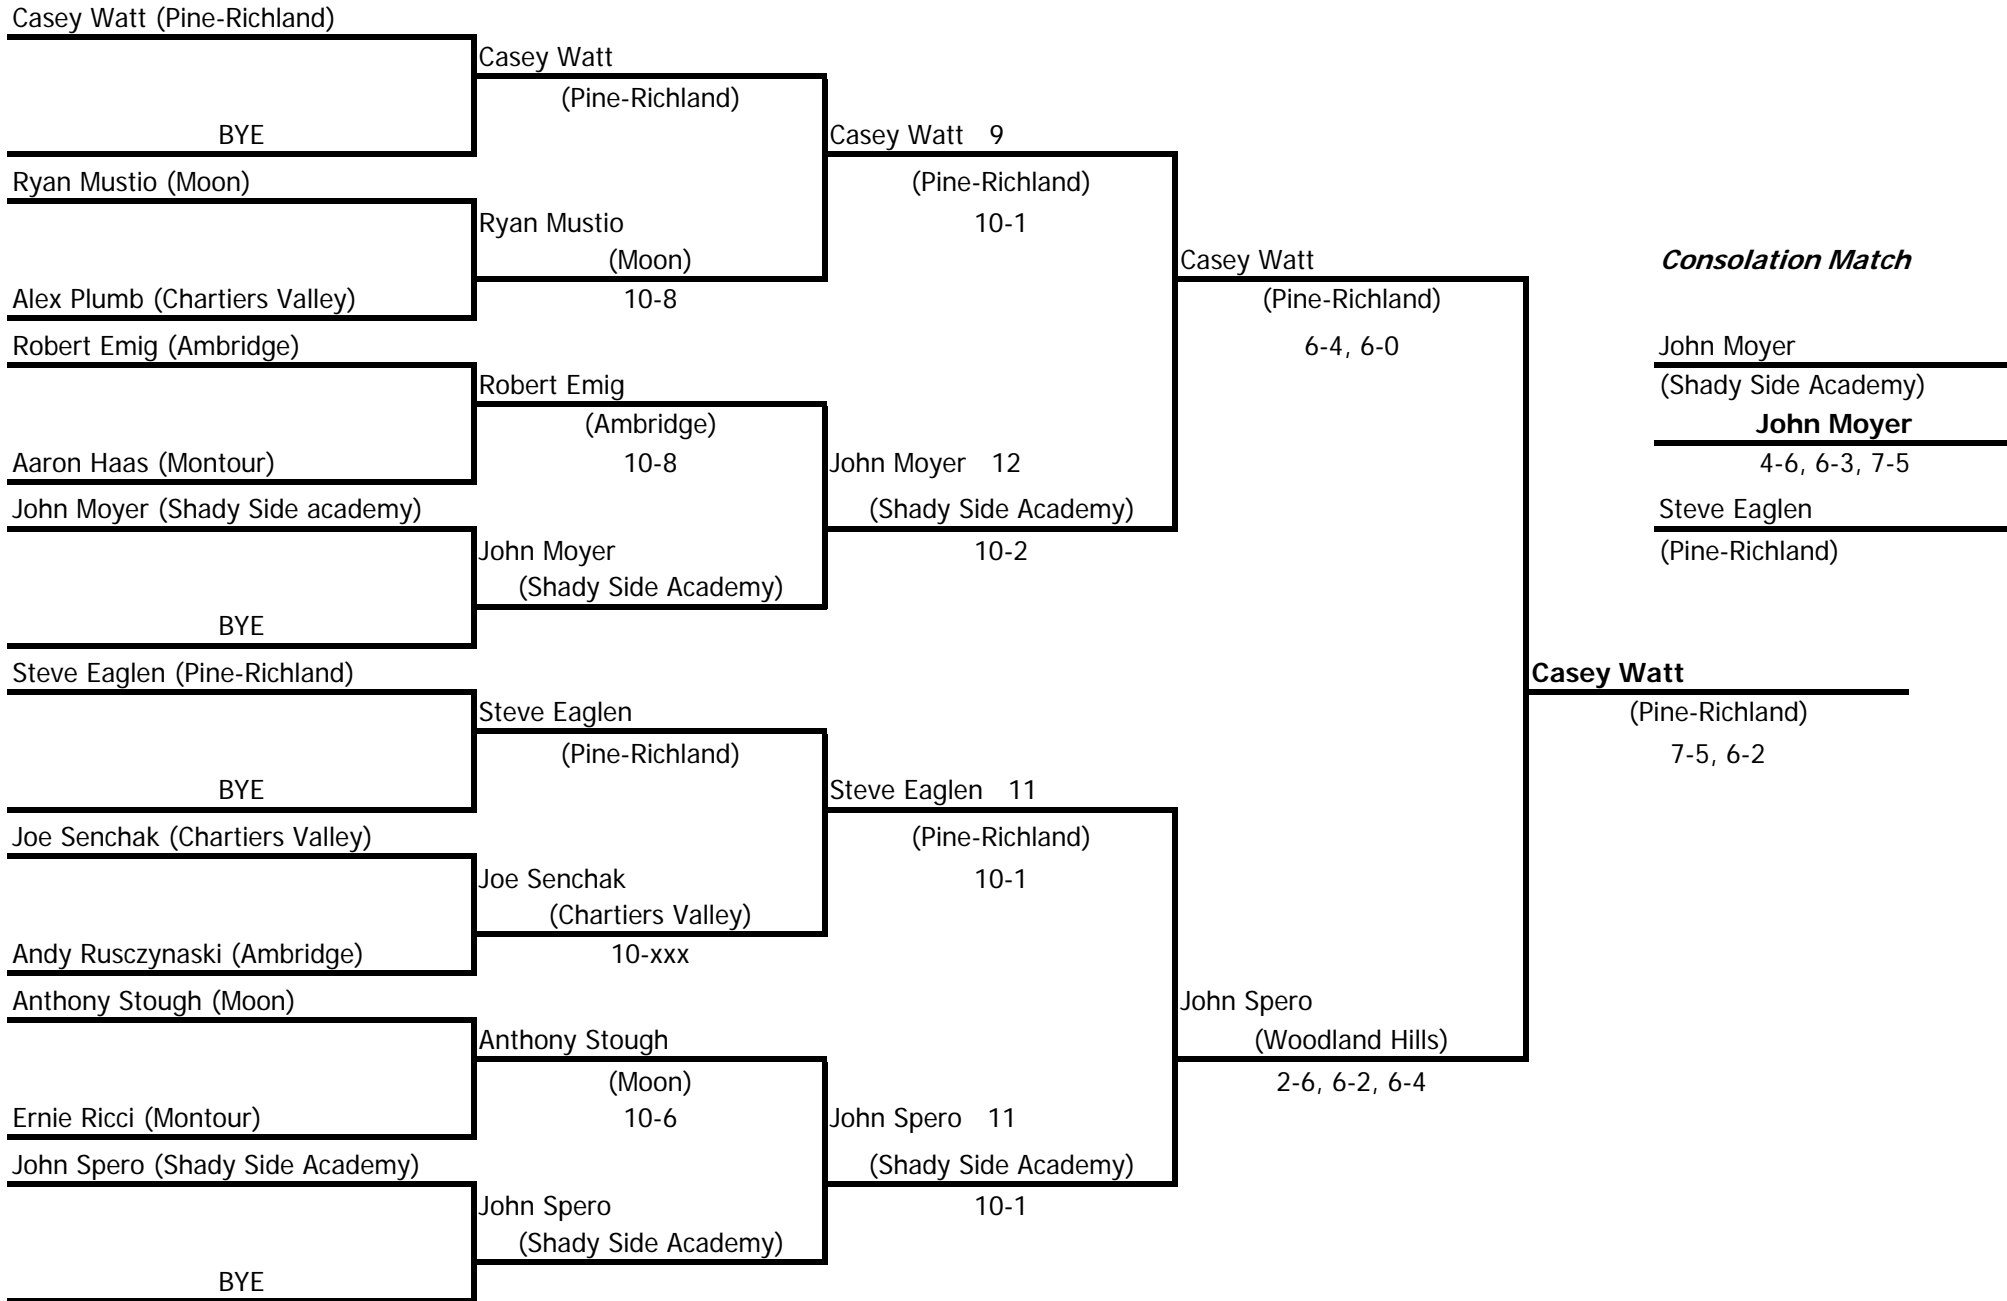 Casey Watt (Pine-Richland)
Casey Watt
(Pine-Richland)
BYE
Casey Watt 9
Ryan Mustio (Moon)
(Pine-Richland)
Ryan Mustio
10-1
(Moon)
Casey Watt
Consolation Match
Alex Plumb (Chartiers Valley)
10-8
(Pine-Richland)
Robert Emig (Ambridge)
6-4, 6-0
John Moyer
Robert Emig
(Shady Side Academy)
(Ambridge)
John Moyer
Aaron Haas (Montour)
10-8
John Moyer 12
4-6, 6-3, 7-5
John Moyer (Shady Side academy)
(Shady Side Academy)
Steve Eaglen
John Moyer
10-2
(Pine-Richland)
(Shady Side Academy)
BYE
Steve Eaglen (Pine-Richland)
Casey Watt
Steve Eaglen
(Pine-Richland)
(Pine-Richland)
7-5, 6-2
BYE
Steve Eaglen 11
Joe Senchak (Chartiers Valley)
(Pine-Richland)
Joe Senchak
10-1
(Chartiers Valley)
Andy Rusczynaski (Ambridge)
10-xxx
Anthony Stough (Moon)
John Spero
Anthony Stough
(Woodland Hills)
(Moon)
2-6, 6-2, 6-4
Ernie Ricci (Montour)
10-6
John Spero 11
John Spero (Shady Side Academy)
(Shady Side Academy)
John Spero
10-1
(Shady Side Academy)
BYE